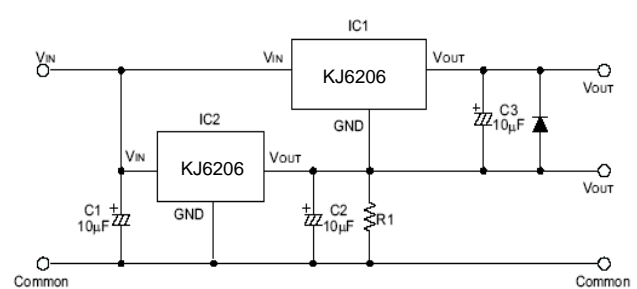 IC1
VIN
VIN
KJ6206
VOUT
VOUT
GND
C3
10μF
IC2
VIN
KJ6206
VOUT
VOUT
GND
C1
10μF
C2
10μF
R1
Common
Common